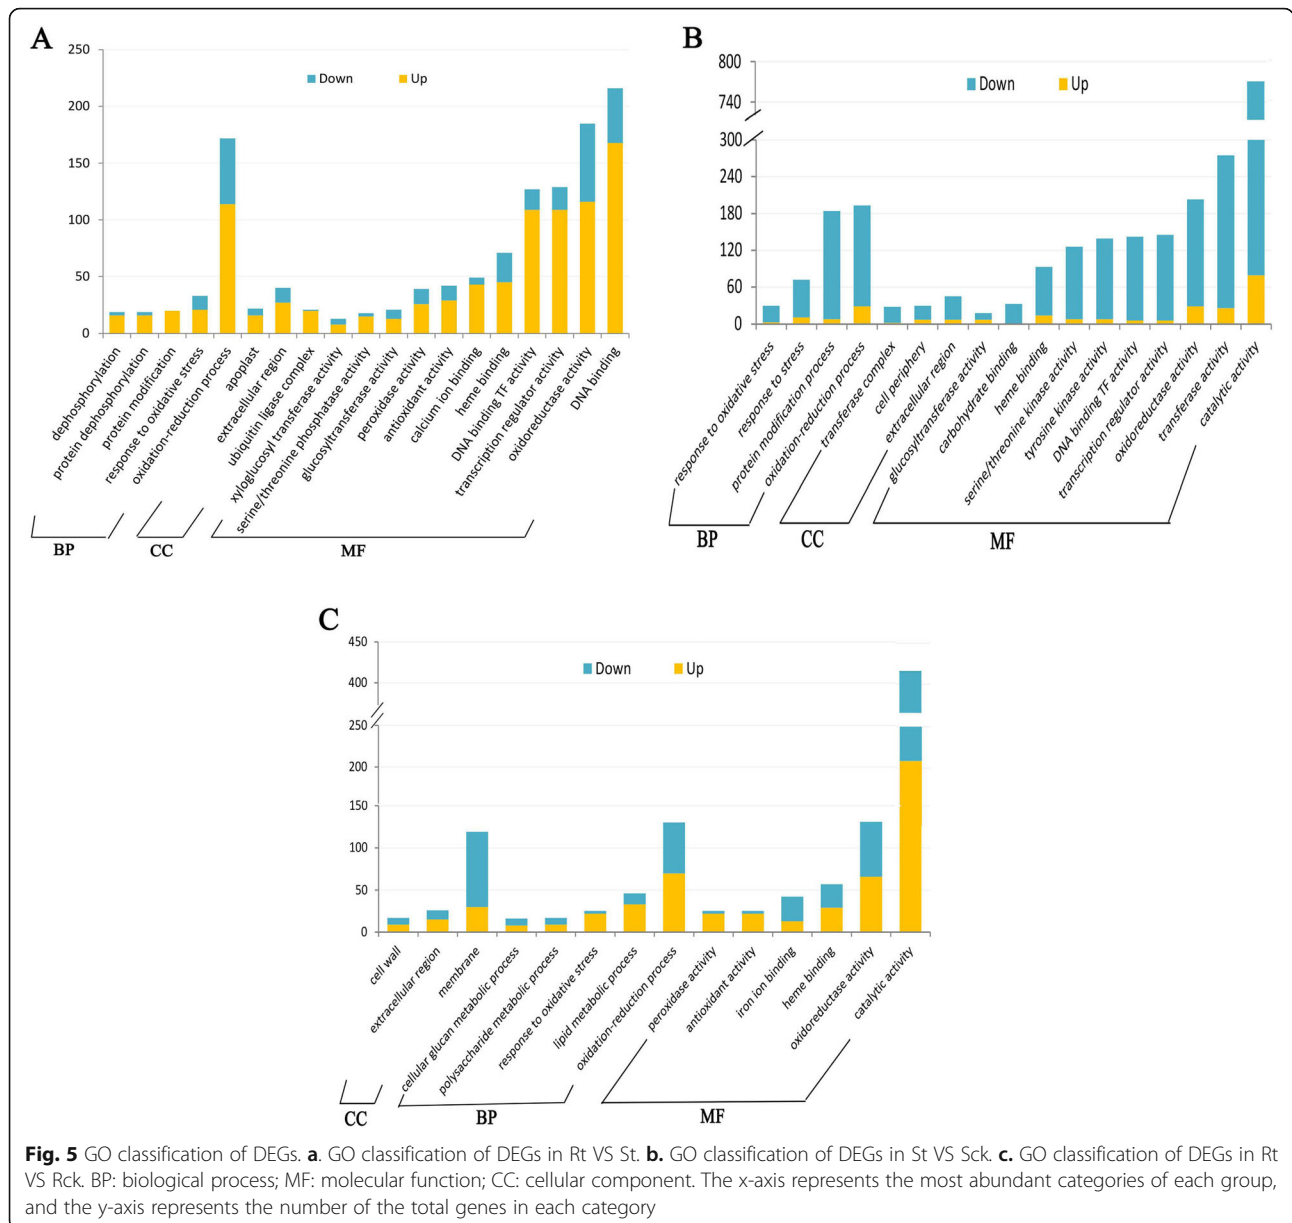 A
250
200
150
100
50
0
Down
Up
dephosphorylation
protein dephosphorylation
protein modification
response to oxidative stress
oxidation-reduction process
apoplast
extracellular region
ubiquitin ligase complex
xyloglucosyl transferase activity
serine/threonine phosphatase activity
glucosyltransferase activity
peroxidase activity
antioxidant activity
calcium ion binding
heme binding
DNA binding TF activity
transcription regulator activity
oxidoreductase activity
DNA binding
BP
CC
MF
B
800
740
300
240
180
120
60
0
Down
Up
response to oxidative stress
response to stress
protein modification process
oxidation-reduction process
transferase complex
cell periphery
extracellular region
glucosyltransferase activity
carbohydrate binding
heme binding
serine/threonine kinase activity
tyrosine kinase activity
DNA binding TF activity
transcription regulator activity
oxidoreductase activity
transferase activity
catalytic activity
BP
CC
MF
C
450
400
250
200
150
100
50
0
Down
Up
cell wall
extracellular region
membrane
cellular glucan metabolic process
polysaccharide metabolic process
response to oxidative stress
lipid metabolic process
oxidation-reduction process
peroxidase activity
antioxidant activity
iron ion binding
heme binding
oxidoreductase activity
catalytic activity
CC
BP
MF
Fig. 5 GO classification of DEGs. a. GO classification of DEGs in Rt VS St. b. GO classification of DEGs in St VS Sck. c. GO classification of DEGs in Rt
VS Rck. BP: biological process; MF: molecular function; CC: cellular component. The x-axis represents the most abundant categories of each group,
and the y-axis represents the number of the total genes in each category